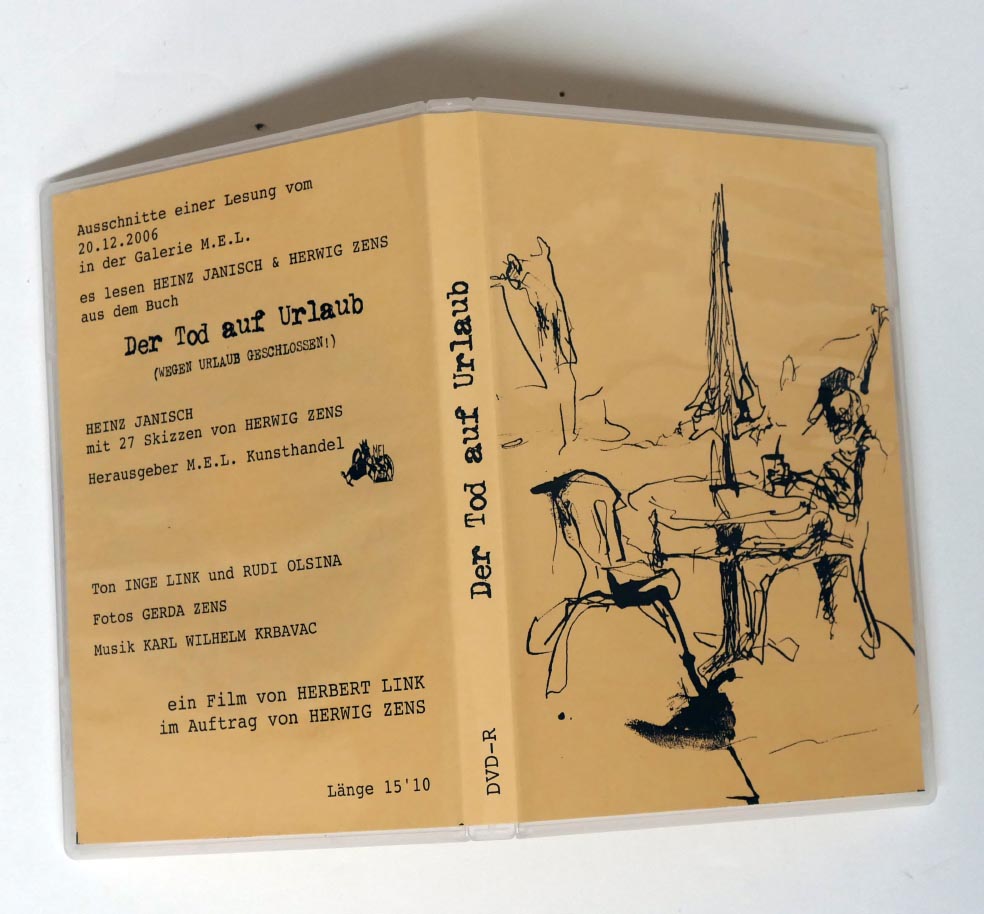 Ausschnitte einer Lesung vom
20.12.2006
in der Galerie M.E.L.
es lesen HEINZ JANISCH & HERWIG ZENS
aus dem Buch
Der Tod auf Urlaub
(WEGEN URLAUB GESCHLOSSEN!)
HEINZ JANISCH
mit 27 Skizzen von HERWIG ZENS
Herausgeber M.E.L. Kunsthandel
MEL
Ton INGE LINK und RUDI OLSINA
Fotos GERDA ZENS
Musik KARL WILHELM KRBAVAC
ein Film von HERBERT LINK
im Auftrag von HERWIG ZENS
Länge 15'10
Der Tod auf Urlaub
DVD-R